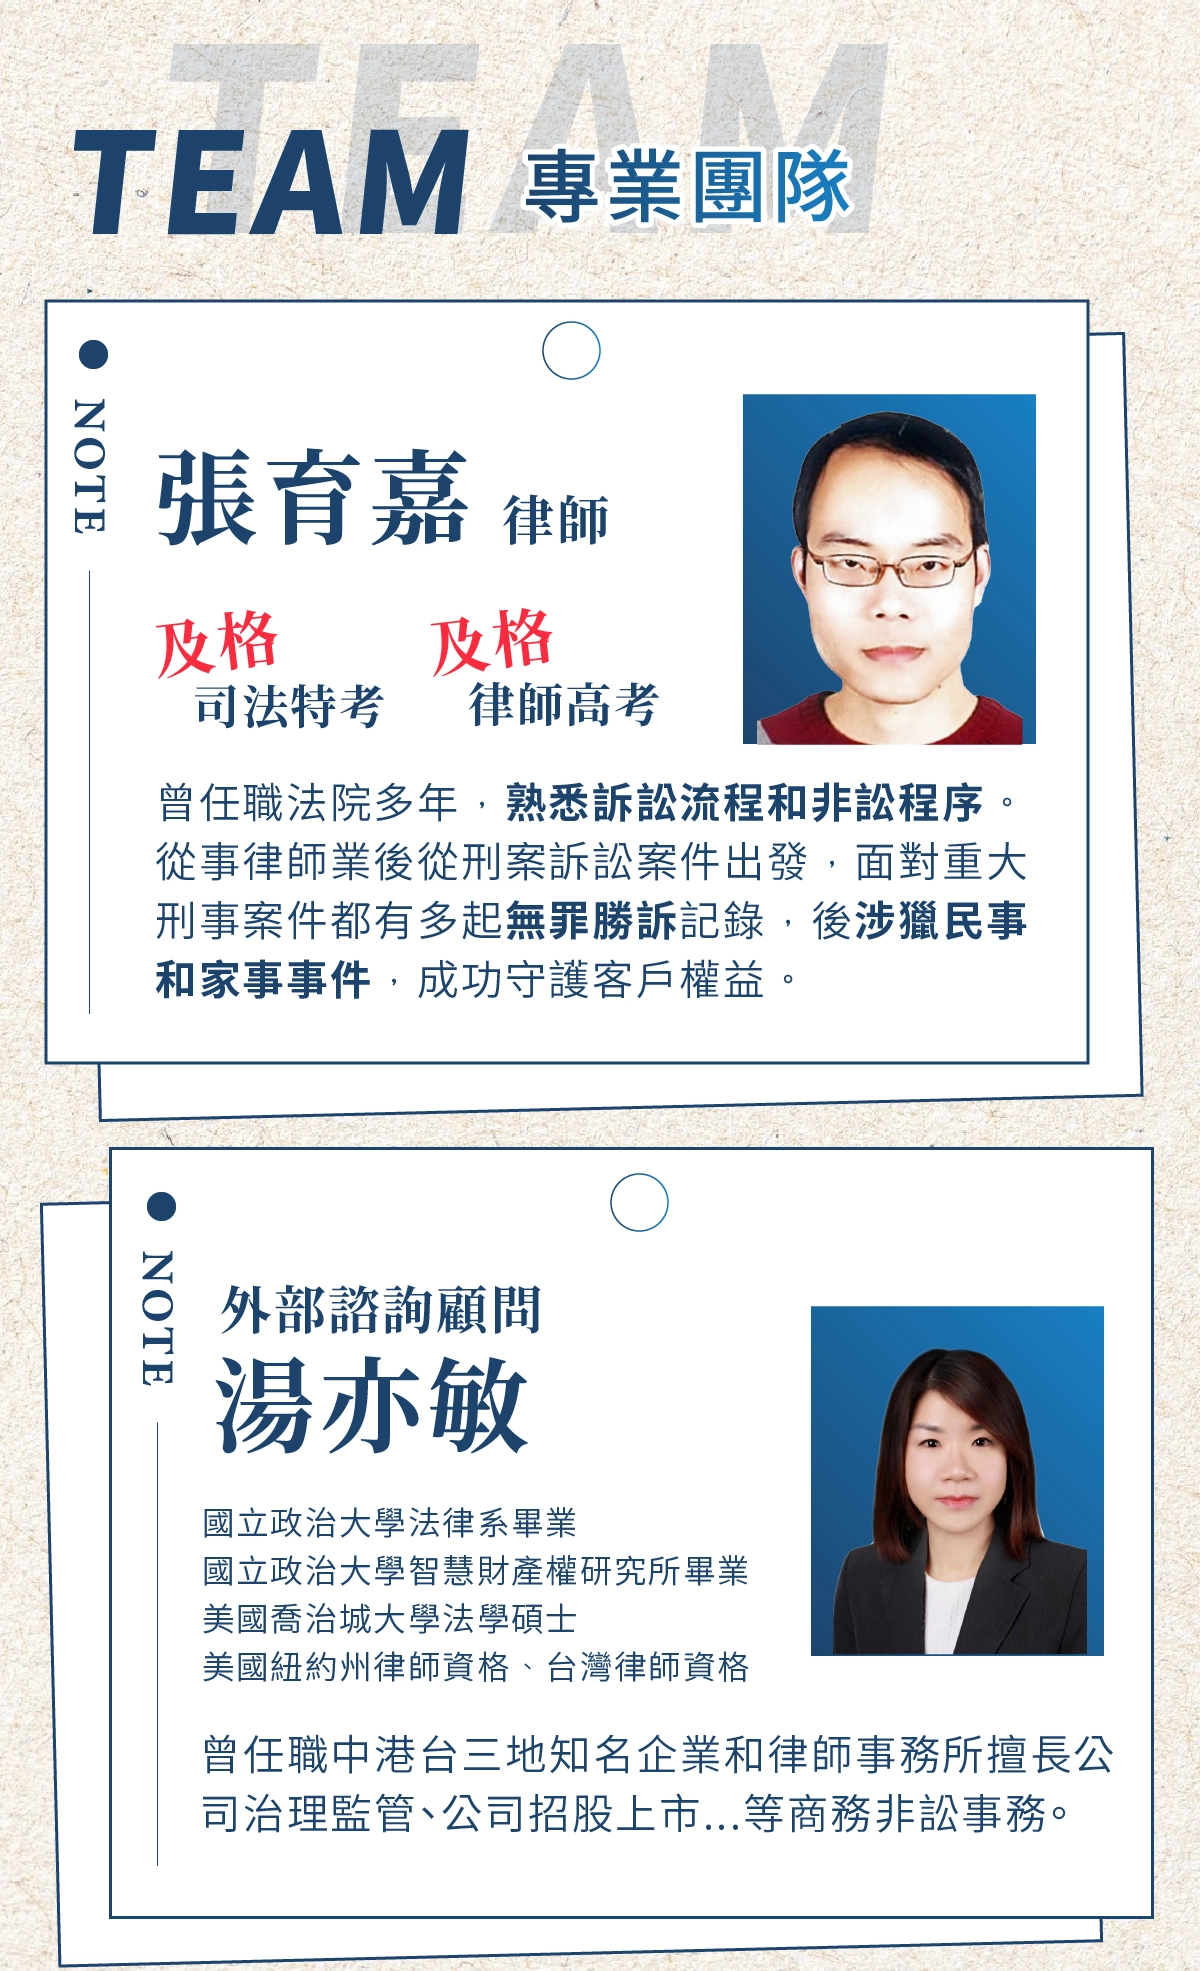 TEAM
TEAM 專業團隊
NOTE
張育嘉 律師
及格 及格
司法特考 律師高考
曾任職法院多年，熟悉訴訟流程和非訟程序。
從事律師業後從刑案訴訟案件出發，面對重大
刑事案件都有多起無罪勝訴記錄，後涉獵民事
和家事事件，成功守護客戶權益。
NOTE
外部諮詢顧問
湯亦敏
國立政治大學法律系畢業
國立政治大學智慧財產權研究所畢業
美國喬治城大學法學碩士
美國紐約州律師資格、台灣律師資格
曾任職中港台三地知名企業和律師事務所擅長公
司治理監管、公司招股上市...等商務非訟事務。